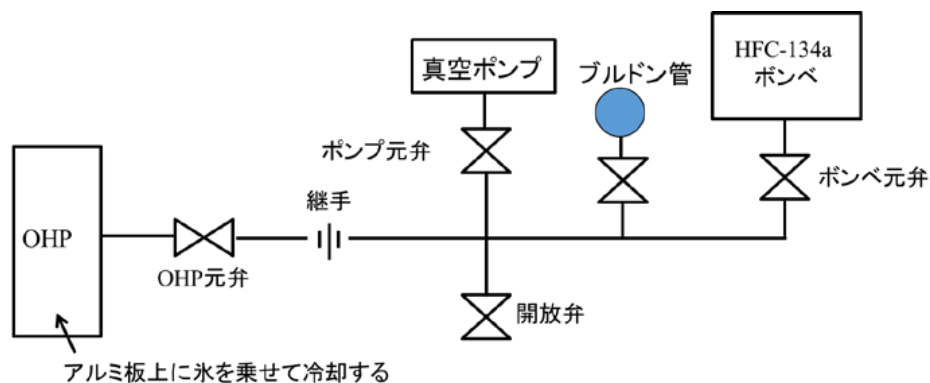 HFC-134a
ボンベ
真空ポンプ
ブルドン管
ポンプ元弁
ボンベ元弁
継手
OHP
OHP元弁
開放弁
アルミ板上に氷を乗せて冷却する